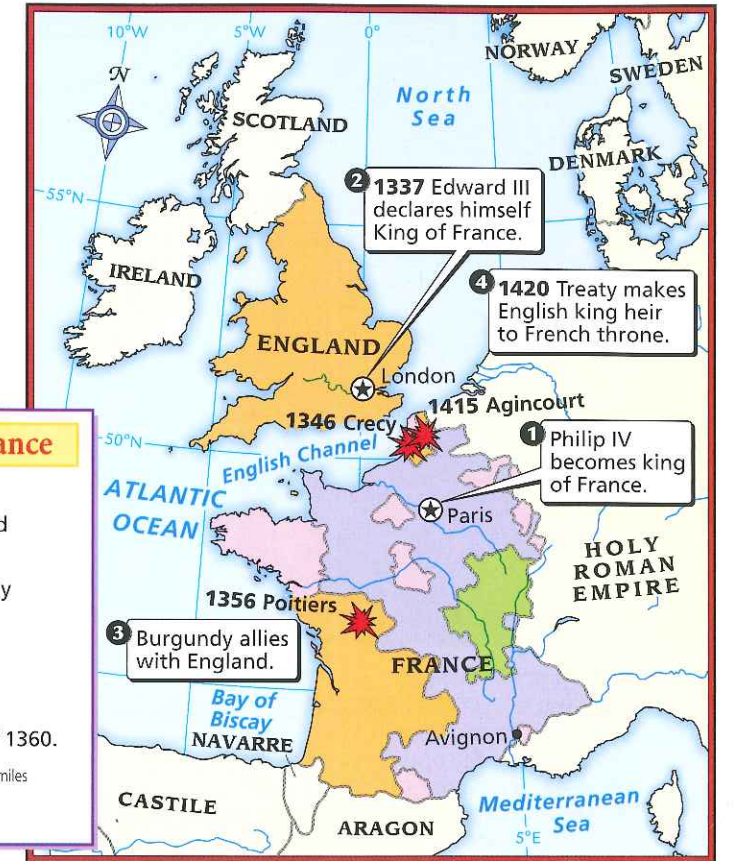 10°W
5°W
0°
N
NORWAY
SWEDEN
North
Sea
SCOTLAND
DENMARK
55°N
2 1337 Edward III
declares himself
King of France.
IRELAND
4 1420 Treaty makes
English king heir
to French throne.
ENGLAND
London
1415 Agincourt
1346 Crecy
ance
50°N
English Channel
1 Philip IV
becomes king
of France.
ATLANTIC
OCEAN
d
Paris
HOLY
ROMAN
EMPIRE
y
1356 Poitiers
3 Burgundy allies
with England.
FRANCE
Bay of
Biscay
1360.
NAVARRE
Avignon
miles
CASTILE
ARAGON
Mediterranean
Sea
5°E